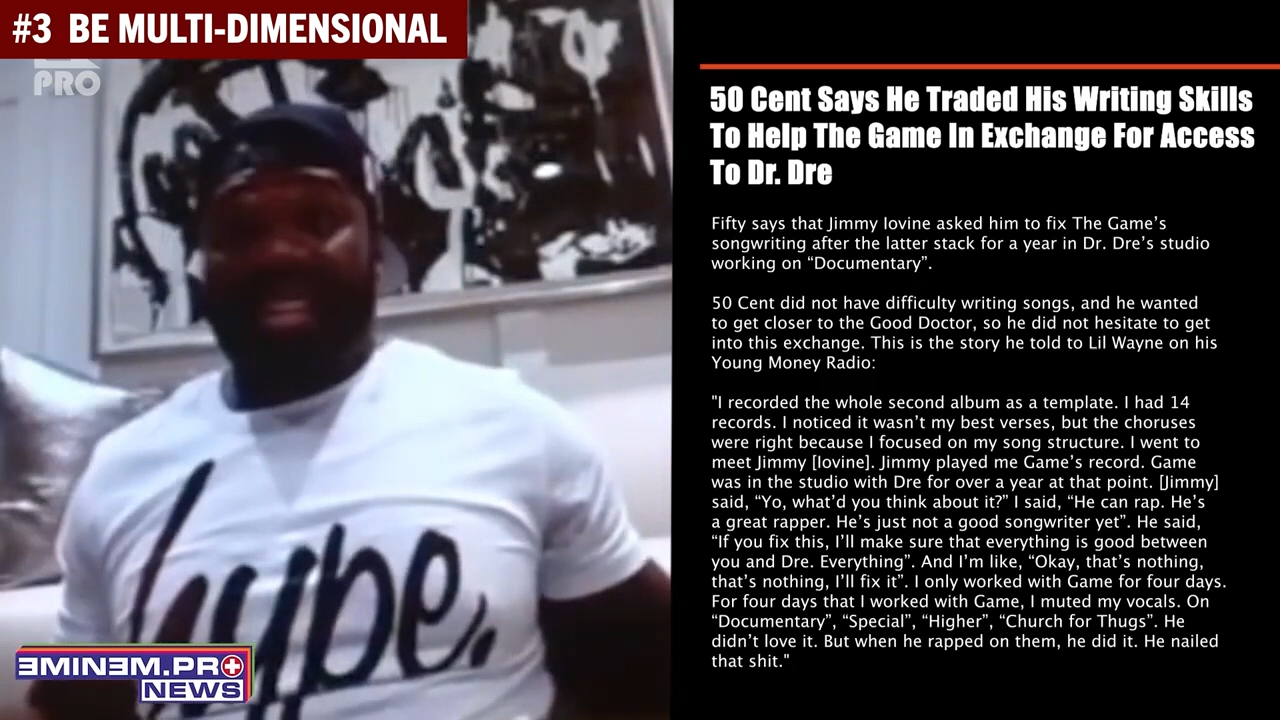 #3 BE MULTI-DIMENSIONAL
PRO
hype.
EMINEM.PRO
NEWS
50 Cent Says He Traded His Writing Skills
To Help The Game In Exchange For Access
To Dr. Dre
Fifty says that Jimmy Iovine asked him to fix The Game’s
songwriting after the latter stack for a year in Dr. Dre’s studio
working on “Documentary”.
50 Cent did not have difficulty writing songs, and he wanted
to get closer to the Good Doctor, so he did not hesitate to get
into this exchange. This is the story he told to Lil Wayne on his
Young Money Radio:
"I recorded the whole second album as a template. I had 14
records. I noticed it wasn’t my best verses, but the choruses
were right because I focused on my song structure. I went to
meet Jimmy [Iovine]. Jimmy played me Game’s record. Game
was in the studio with Dre for over a year at that point. [Jimmy]
said, “Yo, what’d you think about it?” I said, “He can rap. He’s
a great rapper. He’s just not a good songwriter yet”. He said,
“If you fix this, I’ll make sure that everything is good between
you and Dre. Everything”. And I’m like, “Okay, that’s nothing,
that’s nothing, I’ll fix it”. I only worked with Game for four days.
For four days that I worked with Game, I muted my vocals. On
“Documentary”, “Special”, “Higher”, “Church for Thugs”. He
didn’t love it. But when he rapped on them, he did it. He nailed
that shit."